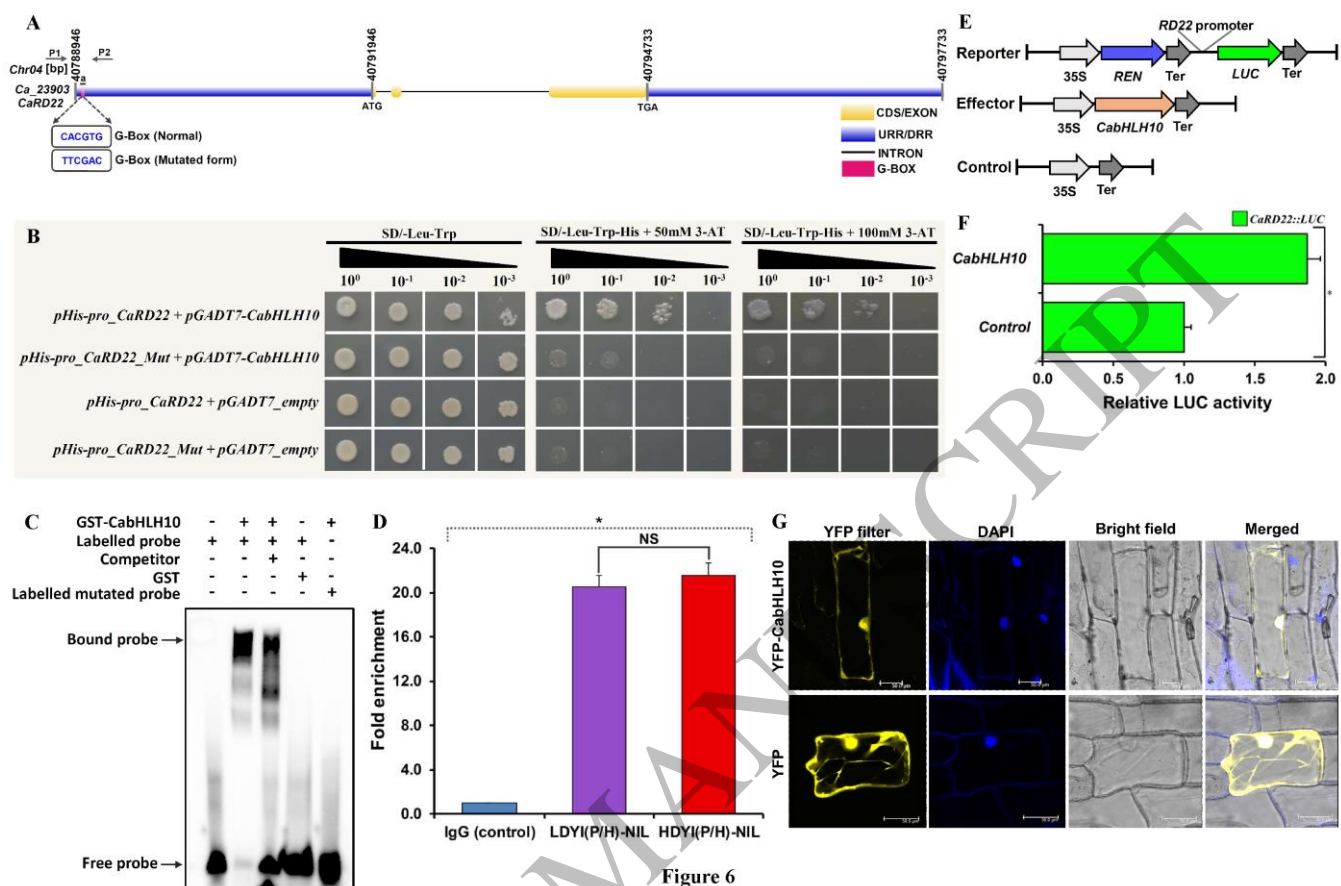 A
P1
P2
Chr04 [bp]
40788946
40791946
40794733
40797733
a
Ca_23903
CaRD22
ATG
TGA
CACGTG G-Box (Normal)
TTCGAC G-Box (Mutated form)
CDS/EXON
URR/DRR
INTRON
G-BOX
B
SD/-Leu-Trp
SD/-Leu-Trp-His + 50mM 3-AT
SD/-Leu-Trp-His + 100mM 3-AT
10⁰ 10⁻¹ 10⁻² 10⁻³
10⁰ 10⁻¹ 10⁻² 10⁻³
10⁰ 10⁻¹ 10⁻² 10⁻³
pHis-pro_CaRD22 + pGADT7-CabHLH10
pHis-pro_CaRD22_Mut + pGADT7-CabHLH10
pHis-pro_CaRD22 + pGADT7_empty
pHis-pro_CaRD22_Mut + pGADT7_empty
C
GST-CabHLH10 - + + - +
Labelled probe + + + + -
Competitor - - + - -
GST - - - + -
Labelled mutated probe - - - - +
Bound probe
Free probe
D
*
NS
Fold enrichment
24.0
20.0
16.0
12.0
8.0
4.0
0.0
IgG (control) LDYI(P/H)-NIL HDYI(P/H)-NIL
E
RD22 promoter
Reporter
35S REN Ter LUC Ter
Effector
35S CabHLH10 Ter
Control
35S Ter
F
CaRD22::LUC
CabHLH10
Control
*
0.0 1.0 1.0 2.0
Relative LUC activity
G
YFP filter DAPI Bright field Merged
YFP-CabHLH10
YFP
Figure 6
MANUSCRIPT